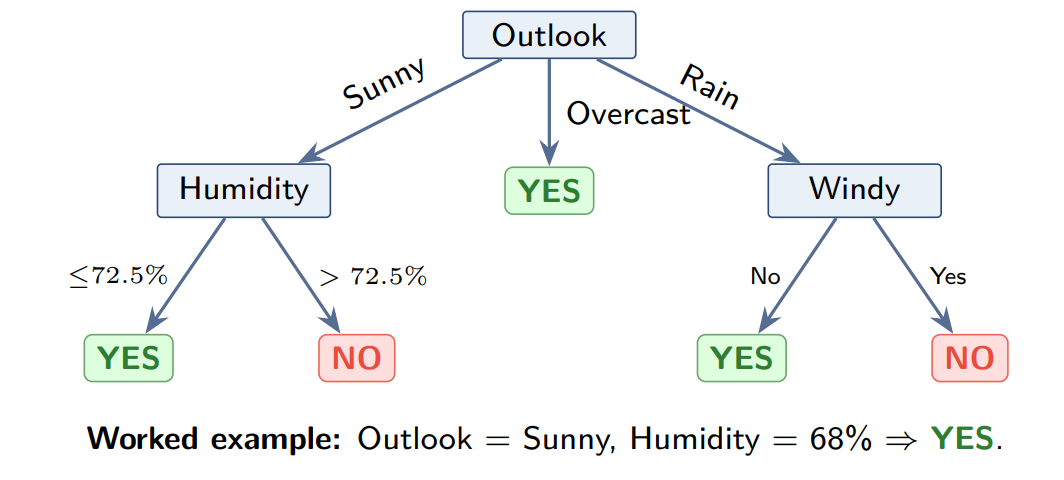 Outlook
Sunny
Overcast
Rain
Humidity
YES
Windy
≤72.5%
> 72.5%
No
Yes
YES
NO
YES
NO
Worked example: Outlook = Sunny, Humidity = 68% ⇒ YES.